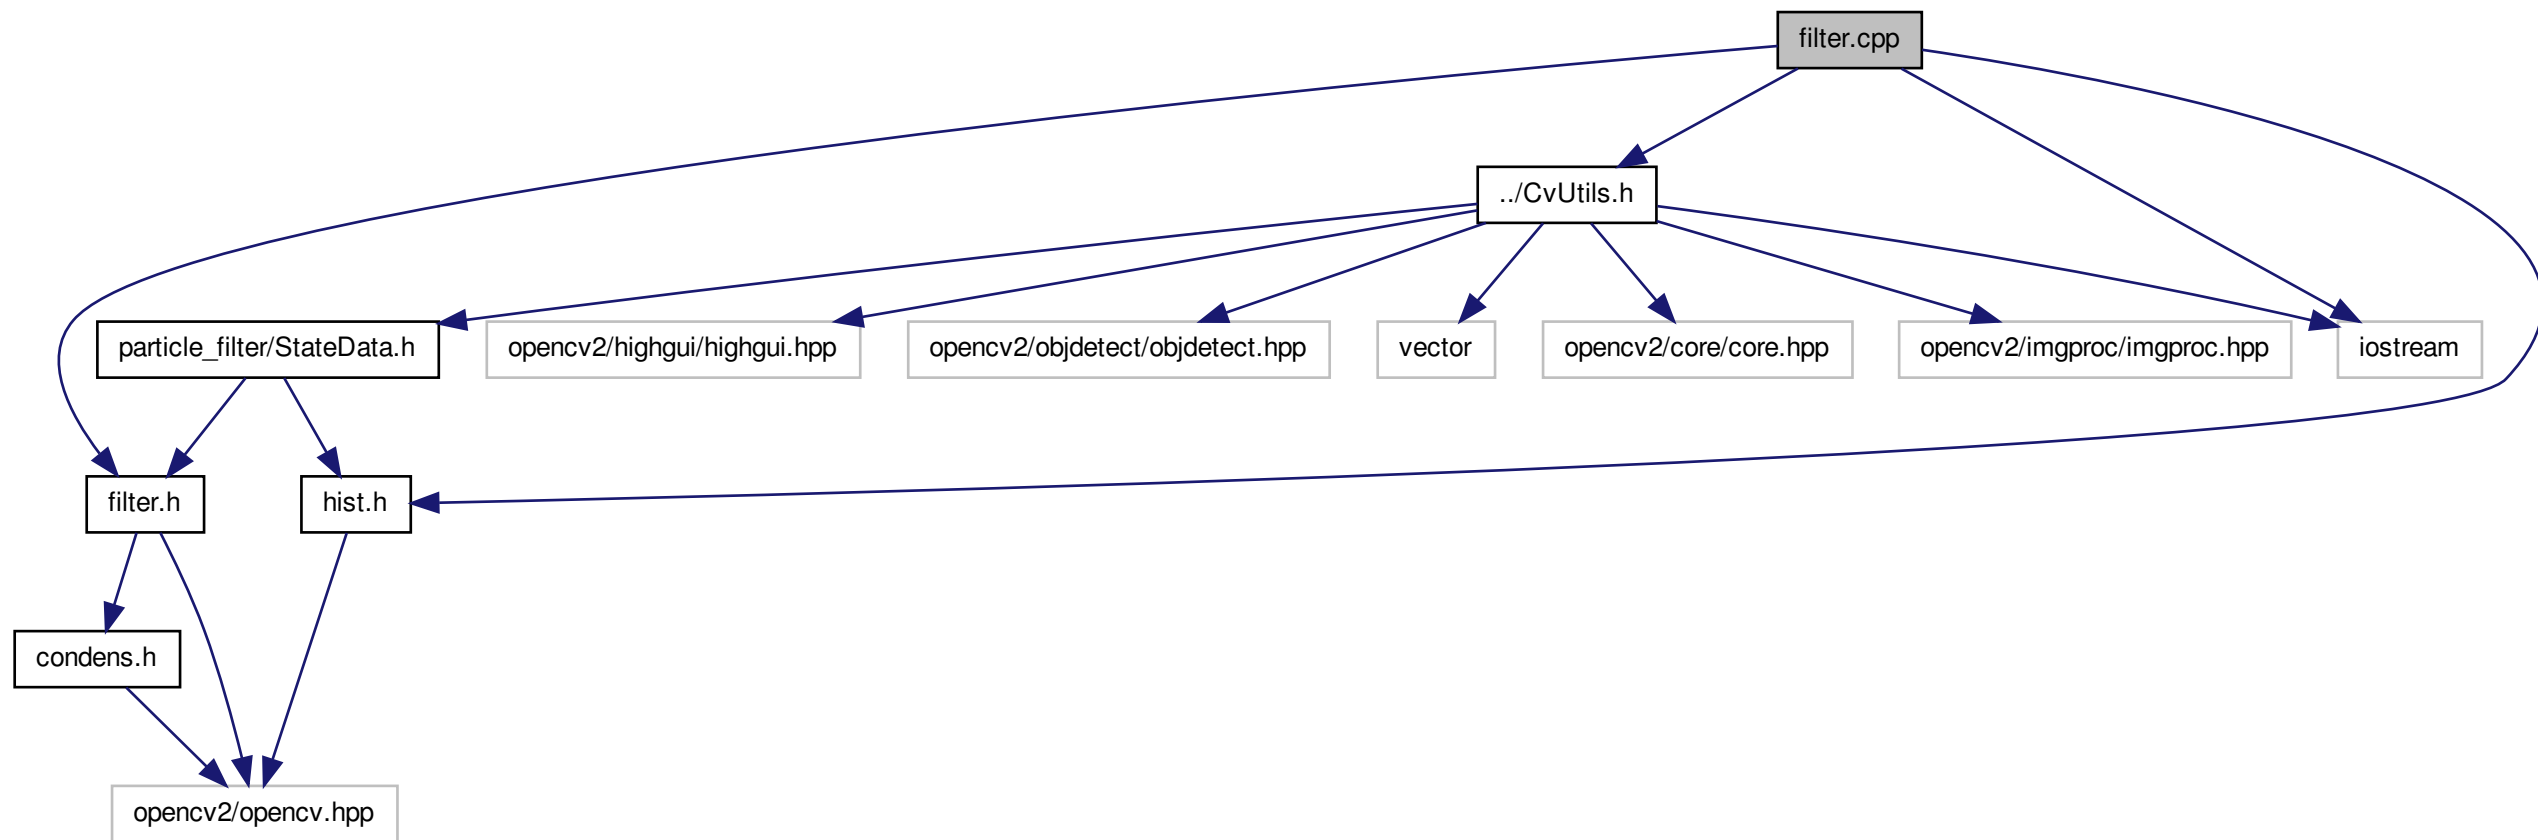 filter.cpp
../CvUtils.h
particle_filter/StateData.h
opencv2/highgui/highgui.hpp
opencv2/objdetect/objdetect.hpp
vector
opencv2/core/core.hpp
opencv2/imgproc/imgproc.hpp
iostream
filter.h
hist.h
condens.h
opencv2/opencv.hpp